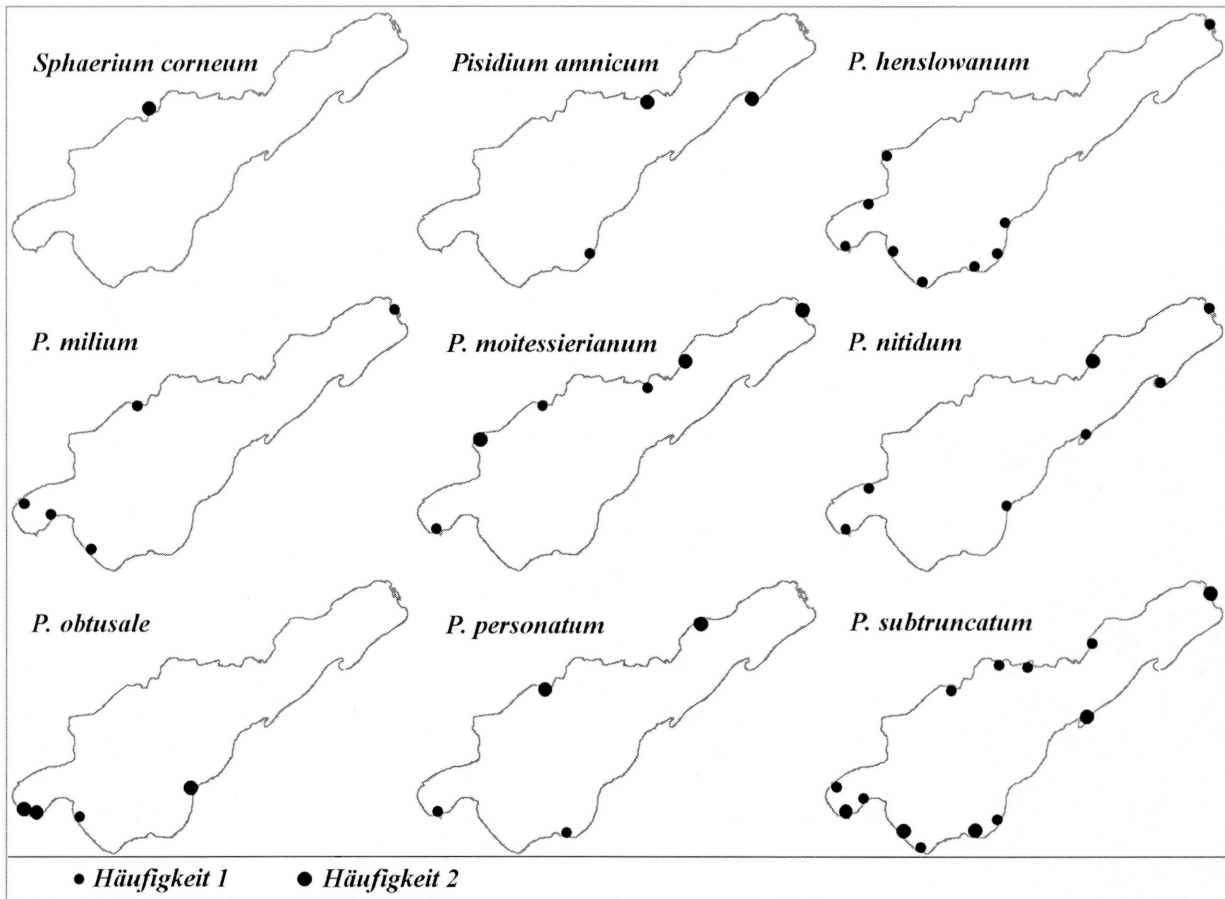 Sphaerium corneum
Pisidium amnicum
P. henslowanum
P. milium
P. moitessierianum
P. nitidum
P. obtusale
P. personatum
P. subtruncatum
Häufigkeit 1
Häufigkeit 2